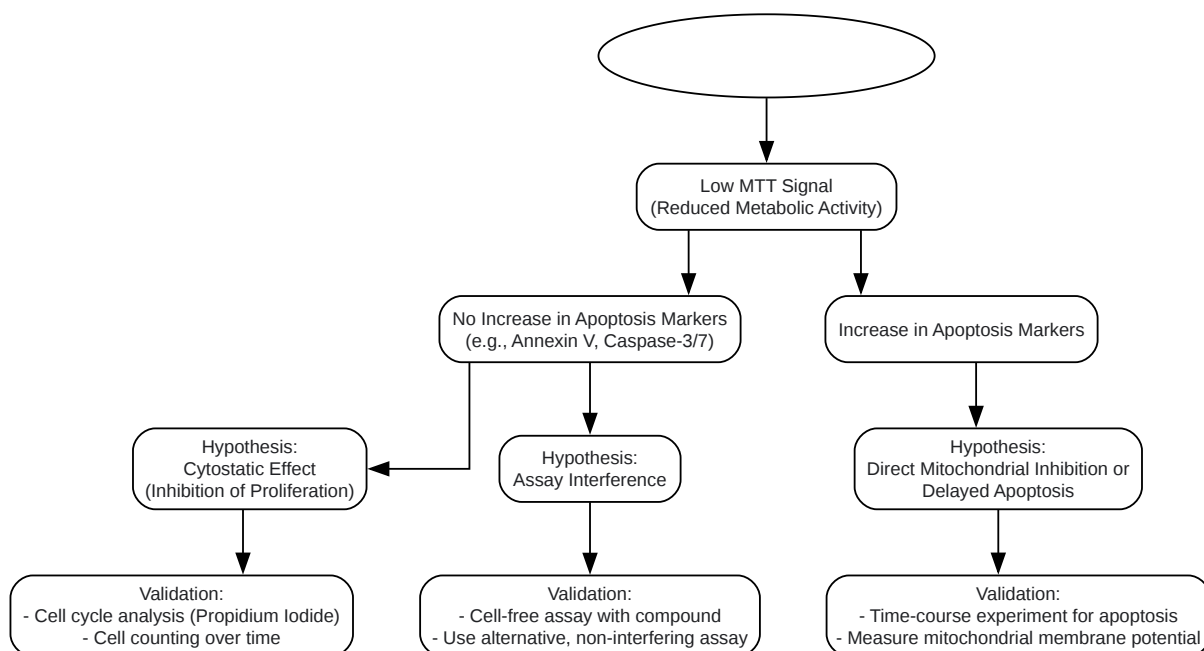 Low MTT Signal
(Reduced Metabolic Activity)
No Increase in Apoptosis Markers
(e.g., Annexin V, Caspase-3/7)
Increase in Apoptosis Markers
Hypothesis:
Cytostatic Effect
(Inhibition of Proliferation)
Hypothesis:
Assay Interference
Hypothesis:
Direct Mitochondrial Inhibition or
Delayed Apoptosis
Validation:
- Cell cycle analysis (Propidium Iodide)
- Cell counting over time
Validation:
- Cell-free assay with compound
- Use alternative, non-interfering assay
Validation:
- Time-course experiment for apoptosis
- Measure mitochondrial membrane potential